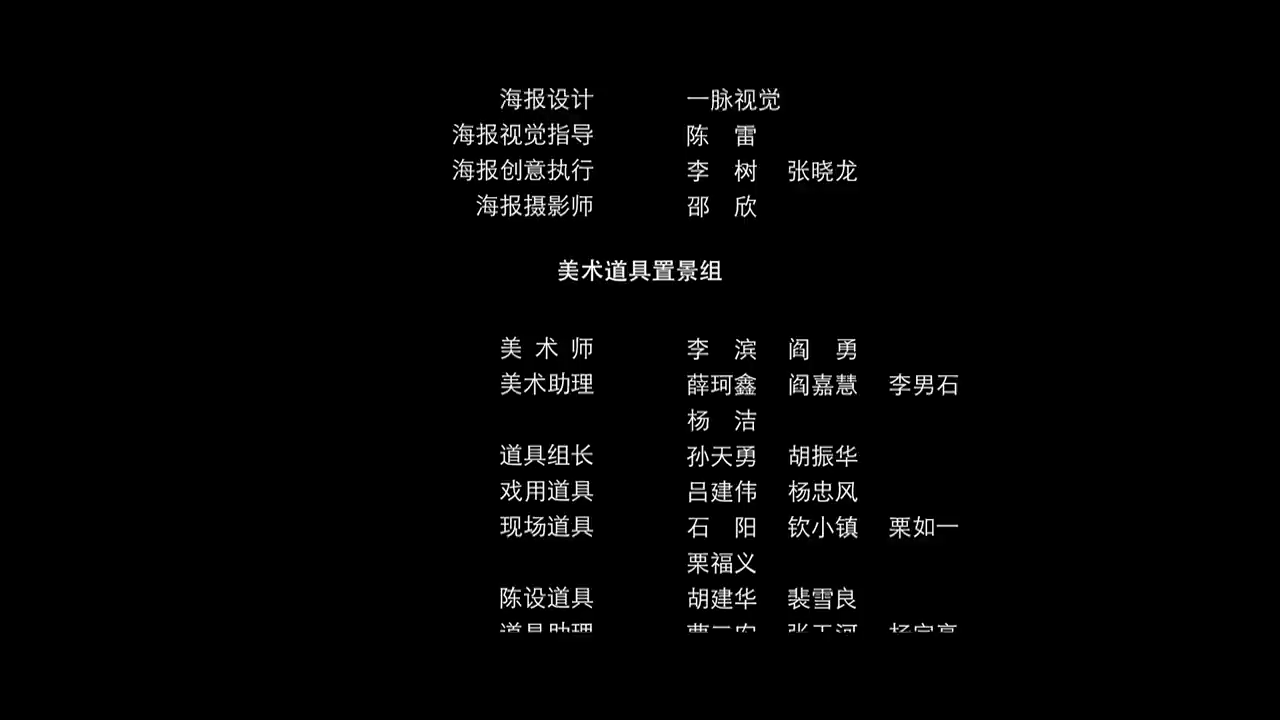 海报设计 一脉视觉
海报视觉指导 陈 雷
海报创意执行 李 树 张晓龙
海报摄影师 邵 欣
美术道具置景组
美 术 师 李 滨 阎 勇
美术助理 薛珂鑫 阎嘉慧 李男石
杨 洁
道具组长 孙天勇 胡振华
戏用道具 吕建伟 杨忠风
现场道具 石 阳 钦小镇 栗如一
栗福义
陈设道具 胡建华 裴雪良
道具助理